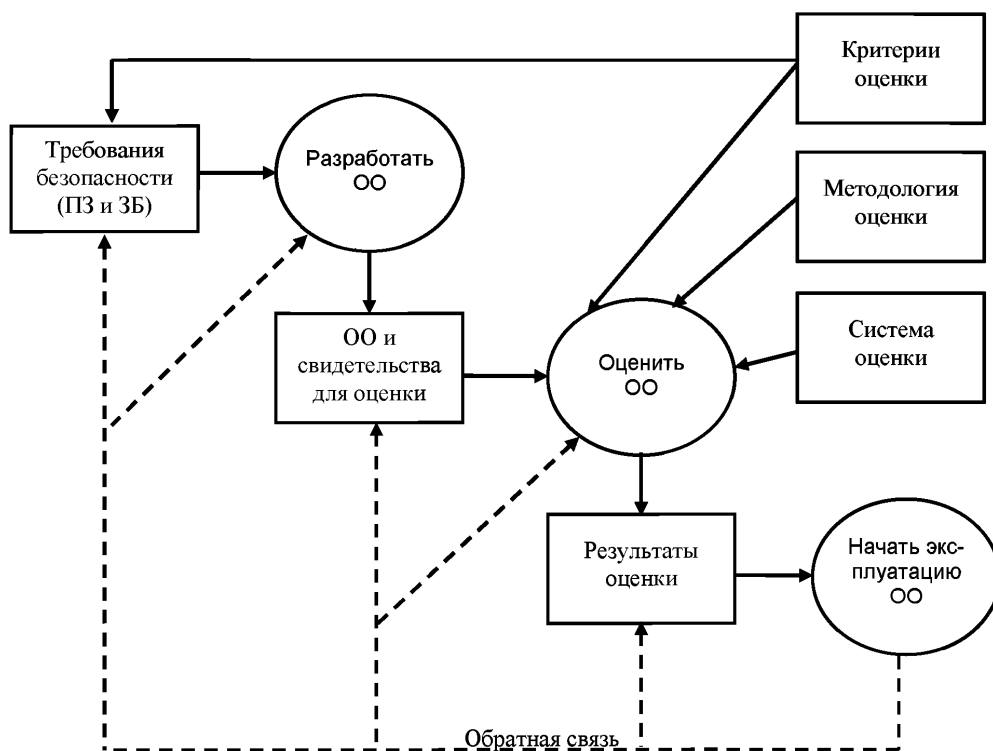 Критерии
оценки
Требования
безопасности
(ПЗ и ЗБ)
Разработать
ОО
Методология
оценки
ОО и
свидетельства
для оценки
Оценить
ОО
Система
оценки
Результаты
оценки
Начать экс-
плуатацию
ОО
Обратная связь